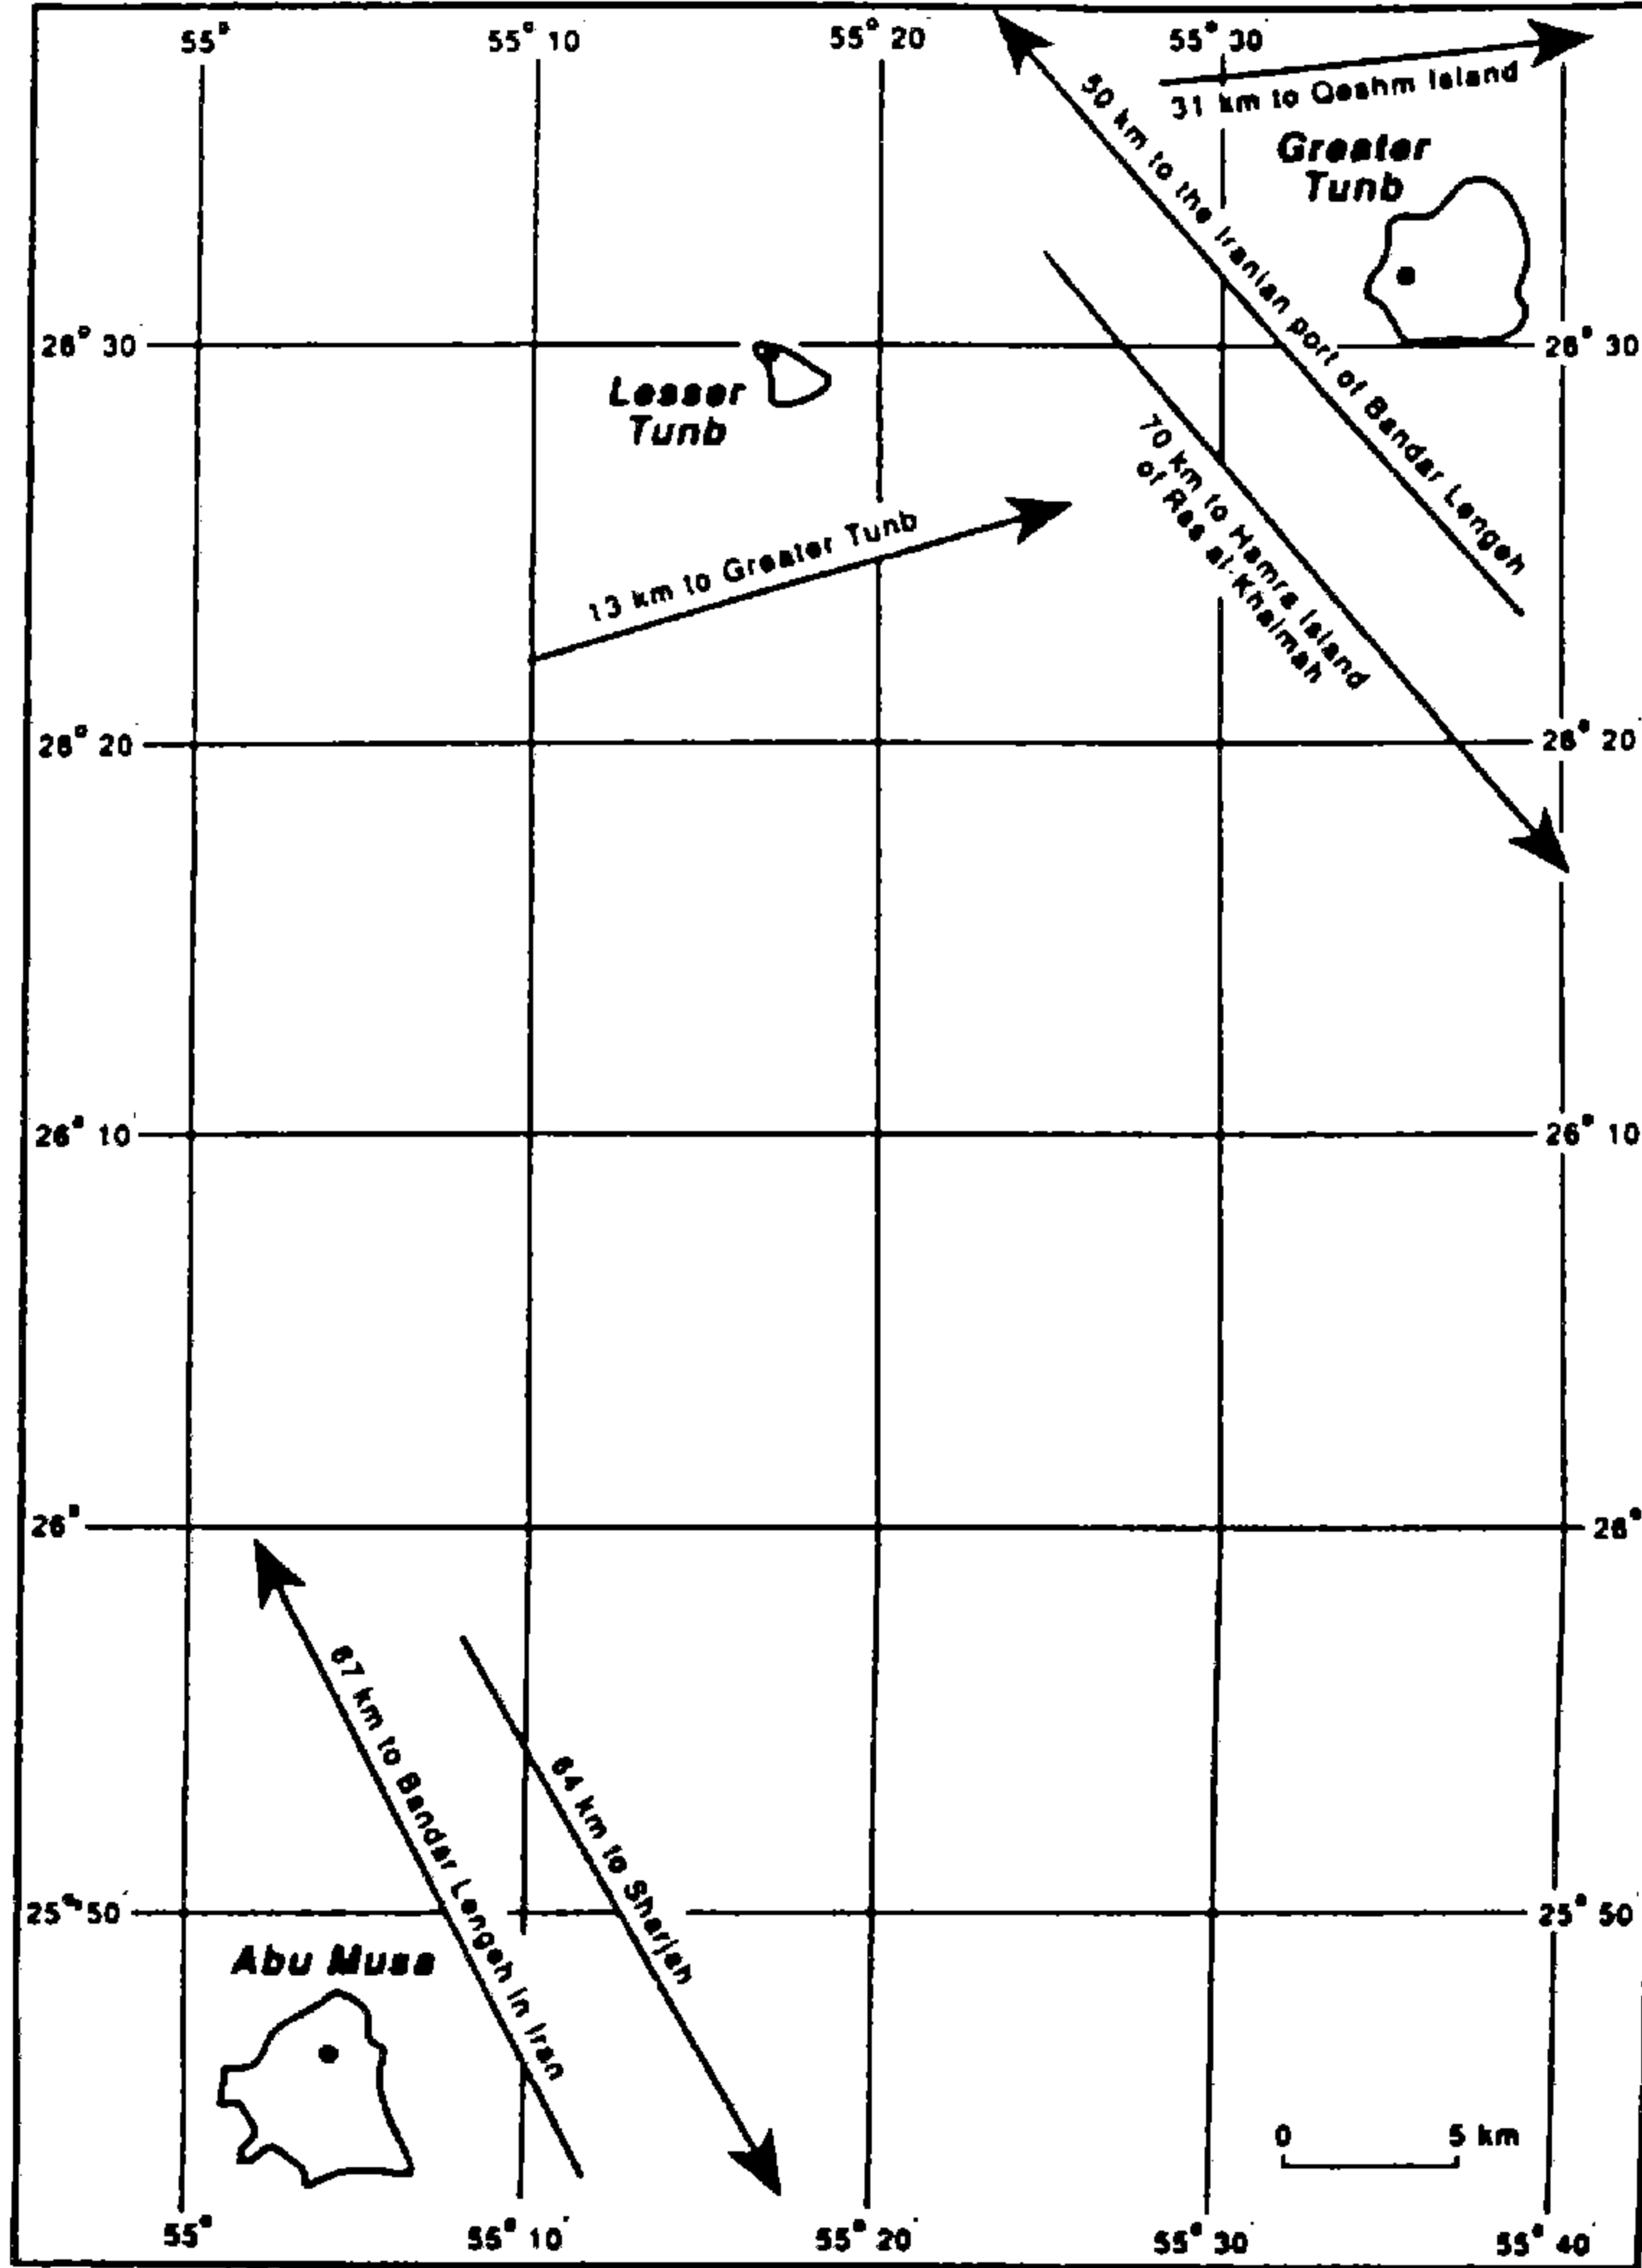 55°
55° 10
55° 20
55° 30
31 km to Qeshm Island
50 km to the Iranian port of Bandar Lengeh
Greater
Tunb
26° 30
26° 30
Lesser
Tunb
70 km to Hamra Island
of Ras al-Khaimah
13 km to Greater Tunb
26° 20
26° 20
26° 10
26° 10
26°
26°
67 km to Bandar Lengeh in Iran
64 km to Sharjah
25° 50
25° 50
Abu Musa
0 5 km
55°
55° 10'
55° 20'
55° 30'
55° 40